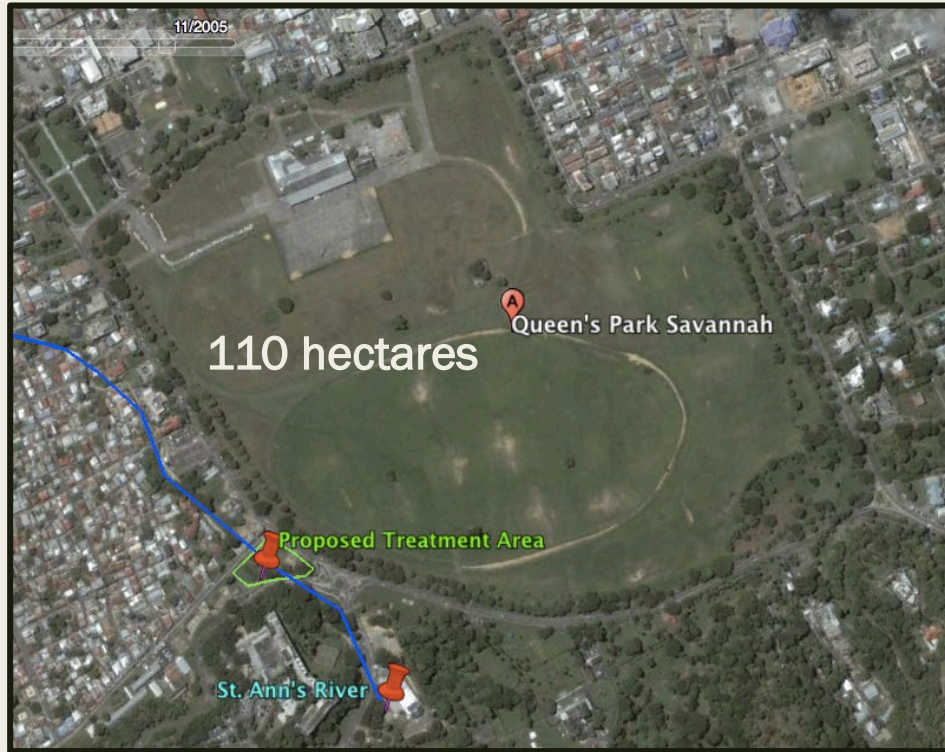 11/2005
A
Queen's Park Savannah
110 hectares
Proposed Treatment Area
St. Ann's River